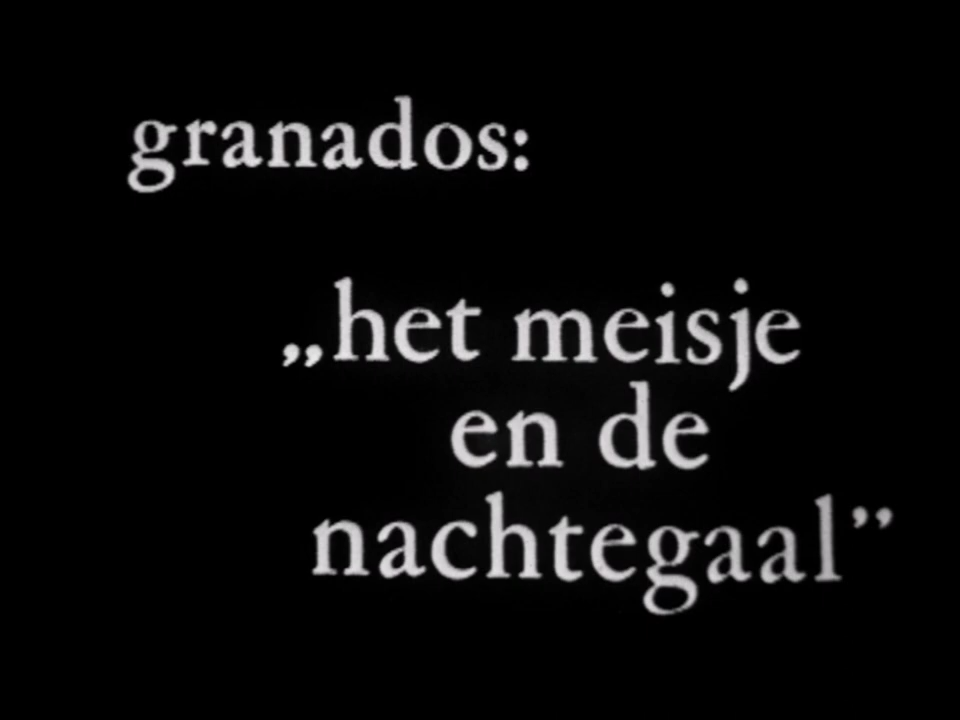 granados:
„het meisje
en de
nachtegaal”